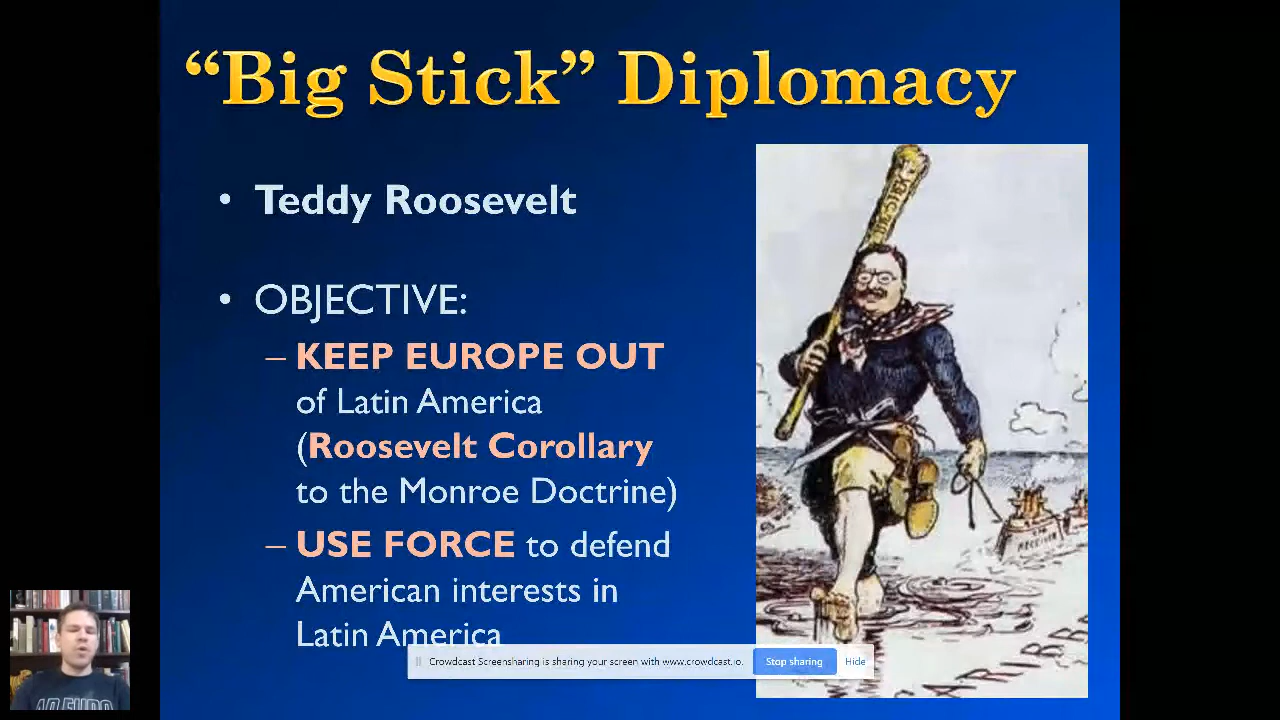 “Big Stick” Diplomacy
• Teddy Roosevelt
• OBJECTIVE:
– KEEP EUROPE OUT
of Latin America
(Roosevelt Corollary
to the Monroe Doctrine)
– USE FORCE to defend
American interests in
Latin America
Crowdcast Screensharing is sharing your screen with www.crowdcast.io.
Stop sharing
Hide